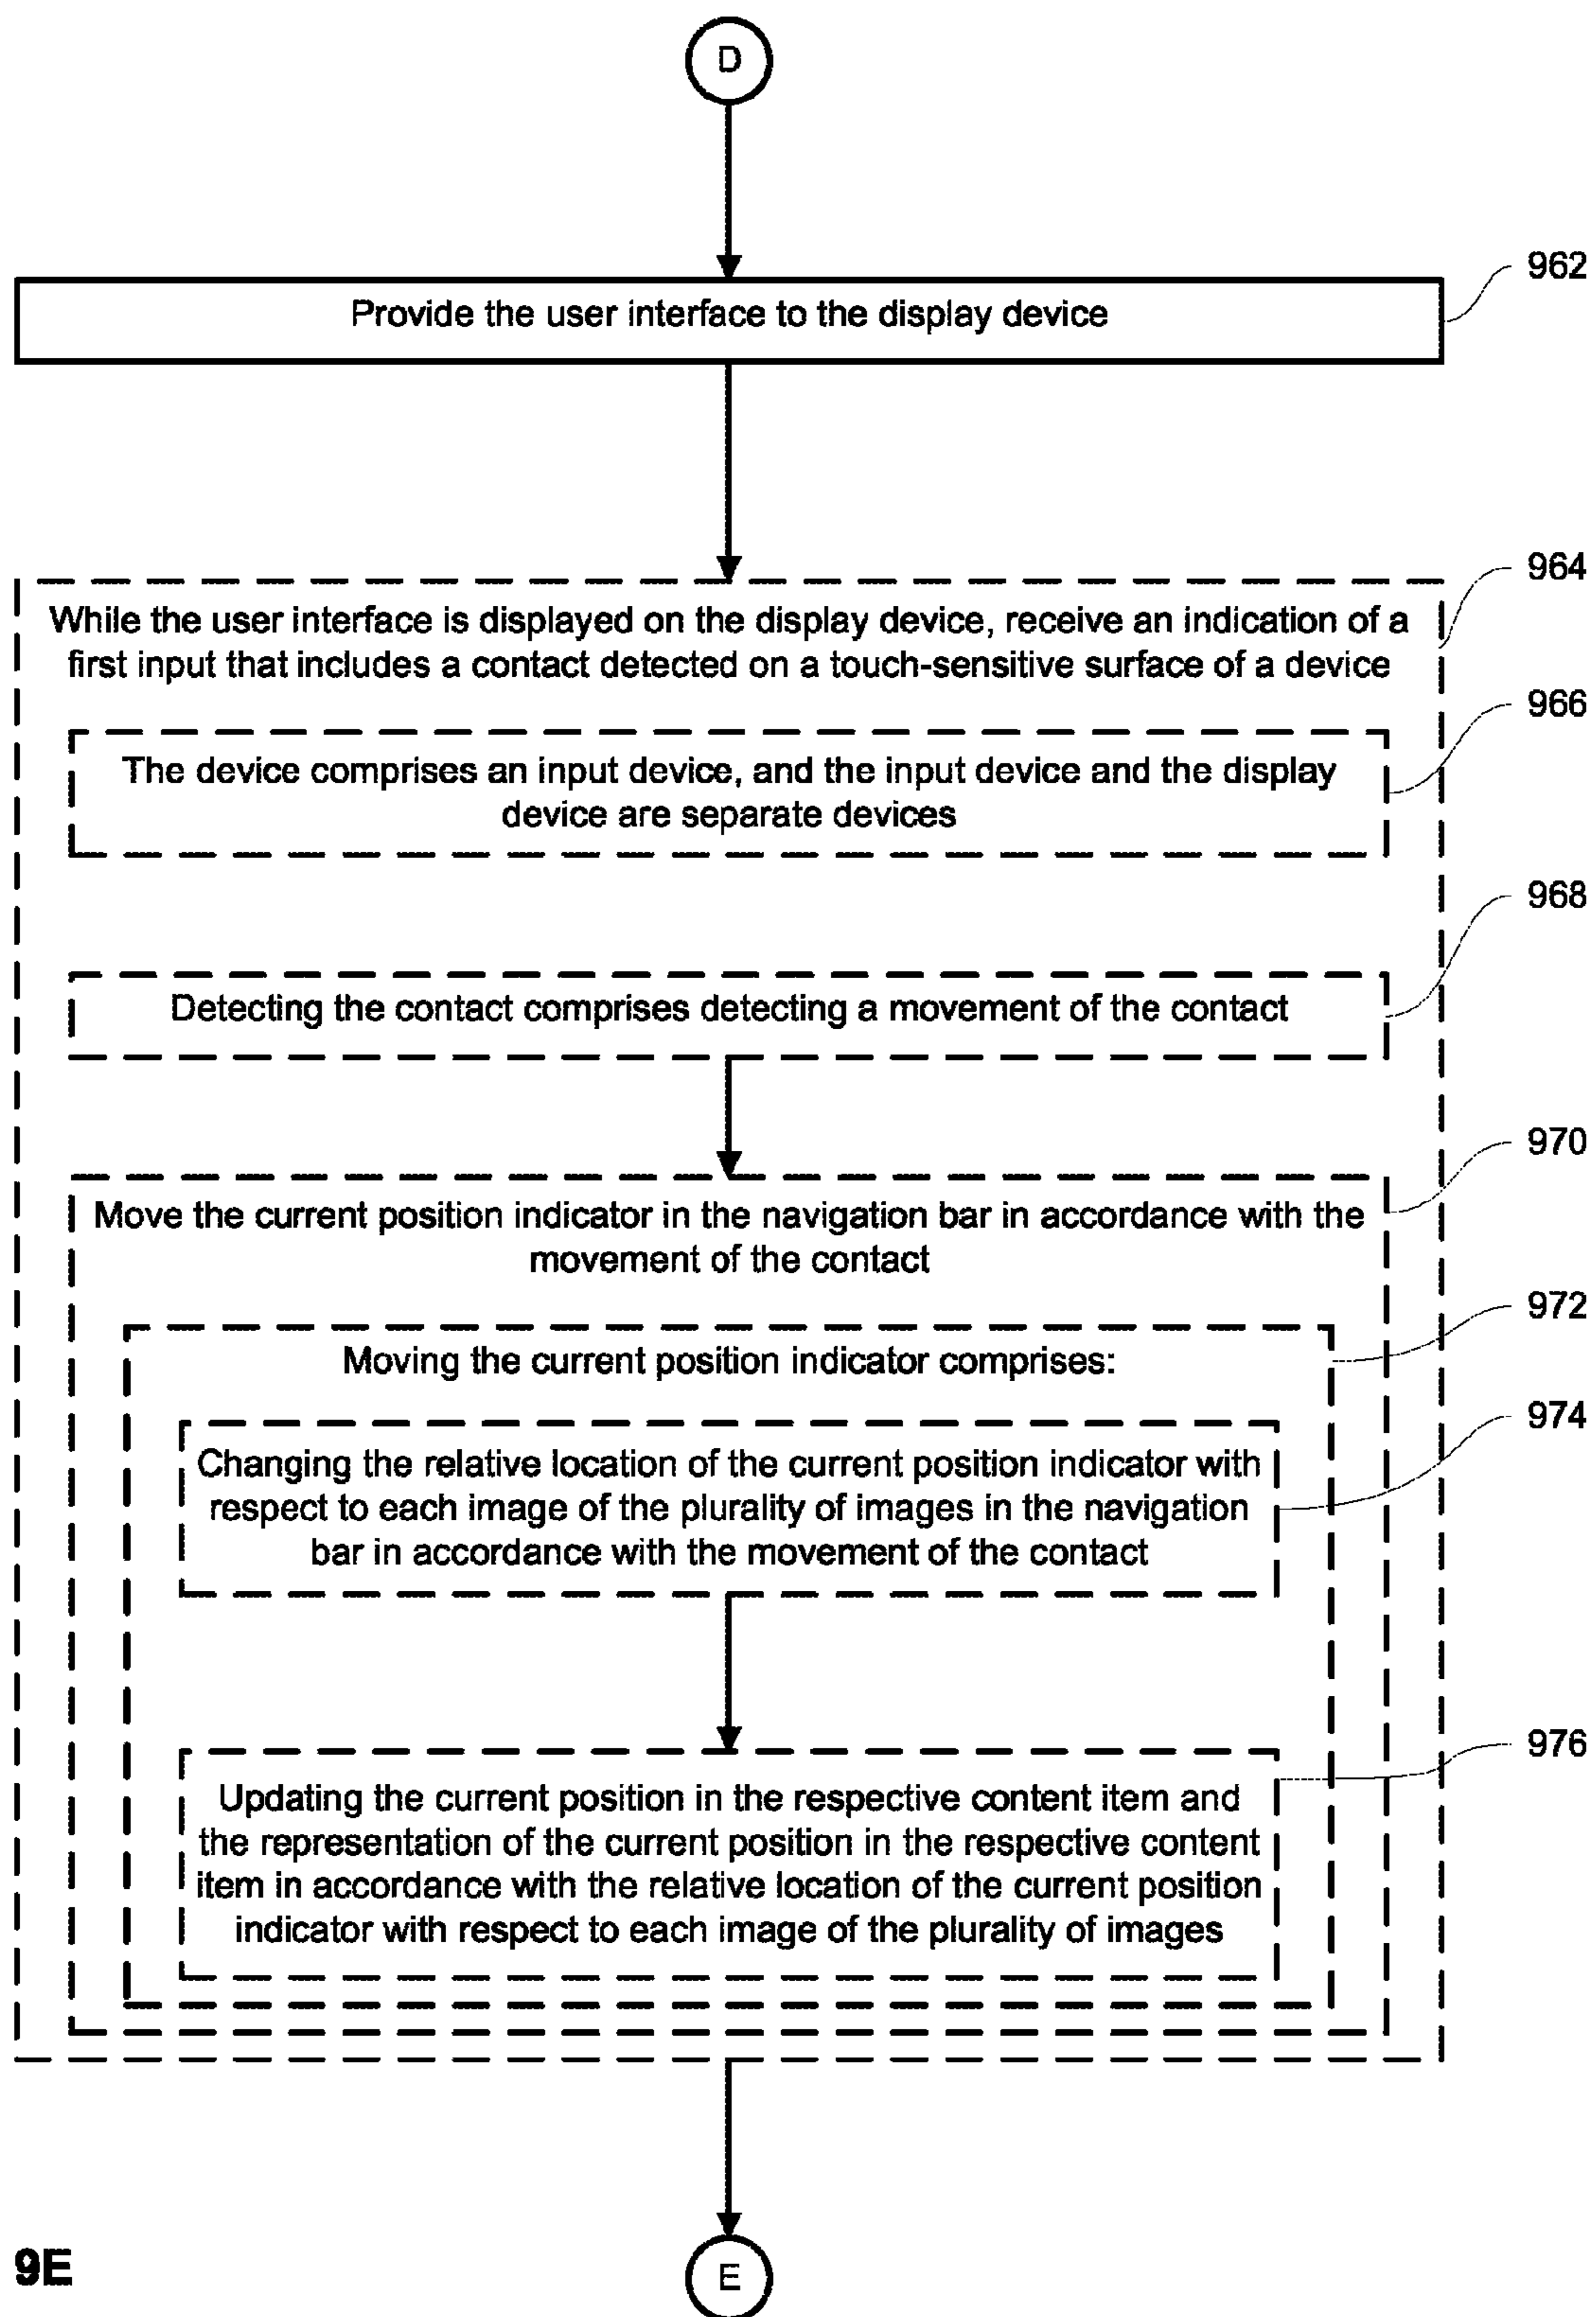 D
962
Provide the user interface to the display device
964
While the user interface is displayed on the display device, receive an indication of a
first input that includes a contact detected on a touch-sensitive surface of a device
966
The device comprises an input device, and the input device and the display
device are separate devices
968
Detecting the contact comprises detecting a movement of the contact
970
Move the current position indicator in the navigation bar in accordance with the
movement of the contact
972
Moving the current position indicator comprises:
974
Changing the relative location of the current position indicator with
respect to each image of the plurality of images in the navigation
bar in accordance with the movement of the contact
976
Updating the current position in the respective content item and
the representation of the current position in the respective content
item in accordance with the relative location of the current position
indicator with respect to each image of the plurality of images
9E
E